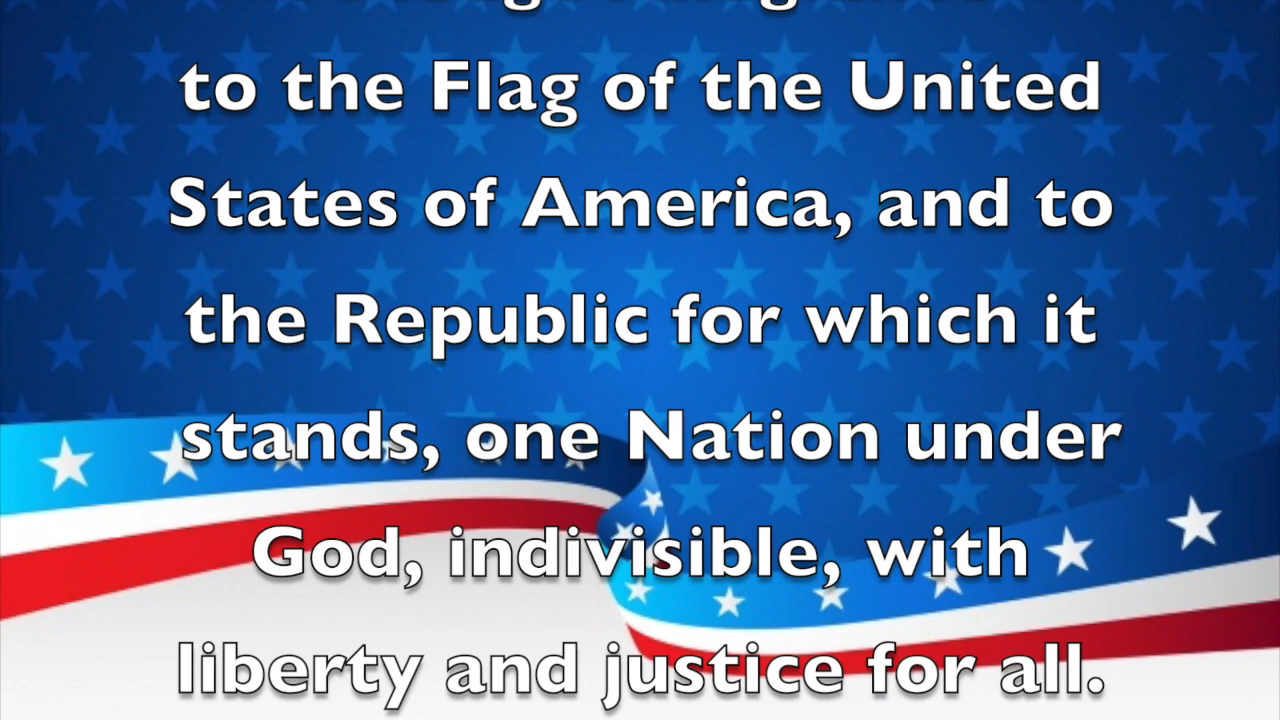 to the Flag of the United
States of America, and to
the Republic for which it
stands, one Nation under
God, indivisible, with
liberty and justice for all.